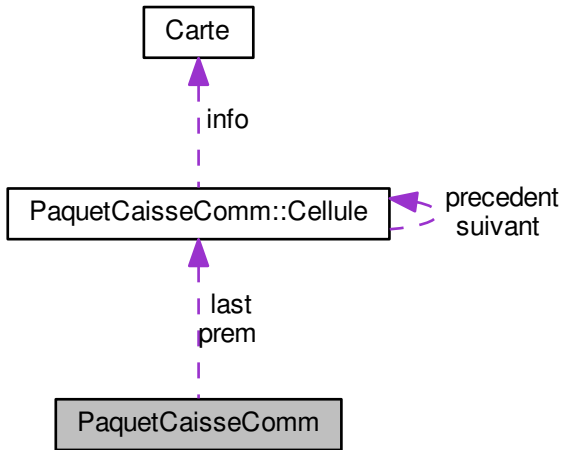 Carte
info
PaquetCaisseComm::Cellule
precedent
suivant
last
prem
PaquetCaisseComm